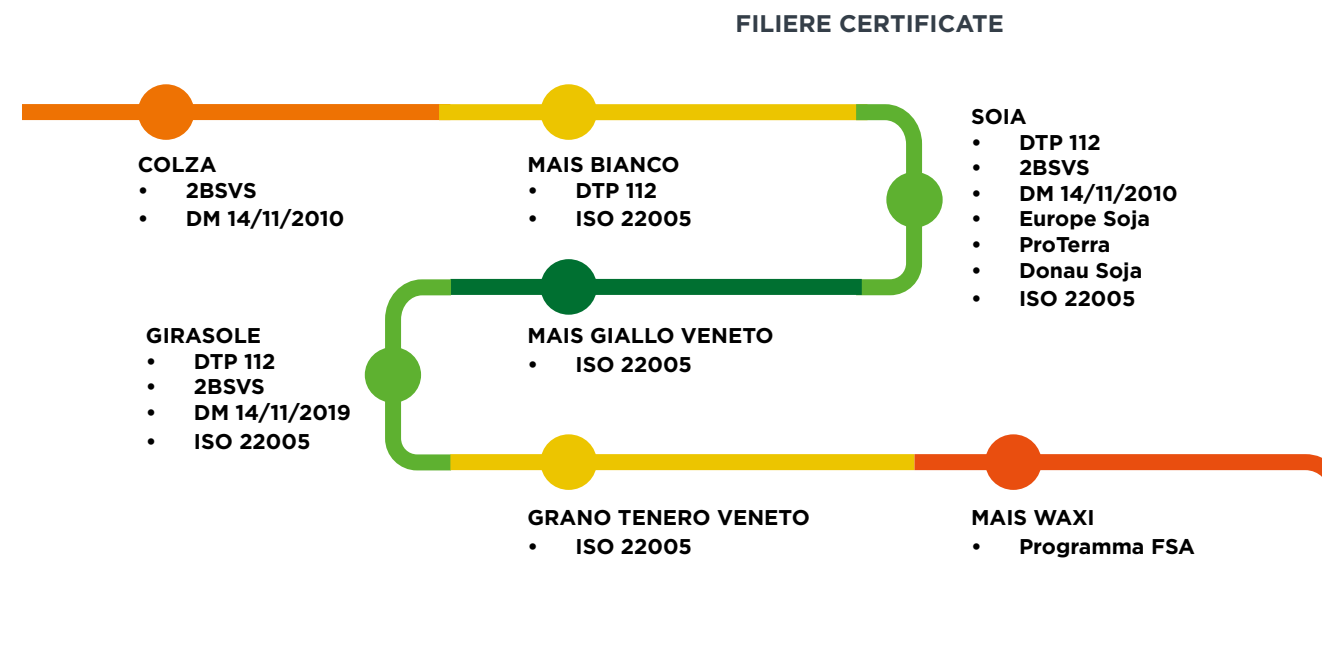 FILIERE CERTIFICATE
COLZA
• 2BSVS
• DM 14/11/2010
MAIS BIANCO
• DTP 112
• ISO 22005
SOIA
• DTP 112
• 2BSVS
• DM 14/11/2010
• Europe Soja
• ProTerra
• Donau Soja
• ISO 22005
MAIS GIALLO VENETO
• ISO 22005
GIRASOLE
• DTP 112
• 2BSVS
• DM 14/11/2019
• ISO 22005
GRANO TENERO VENETO
• ISO 22005
MAIS WAXI
• Programma FSA